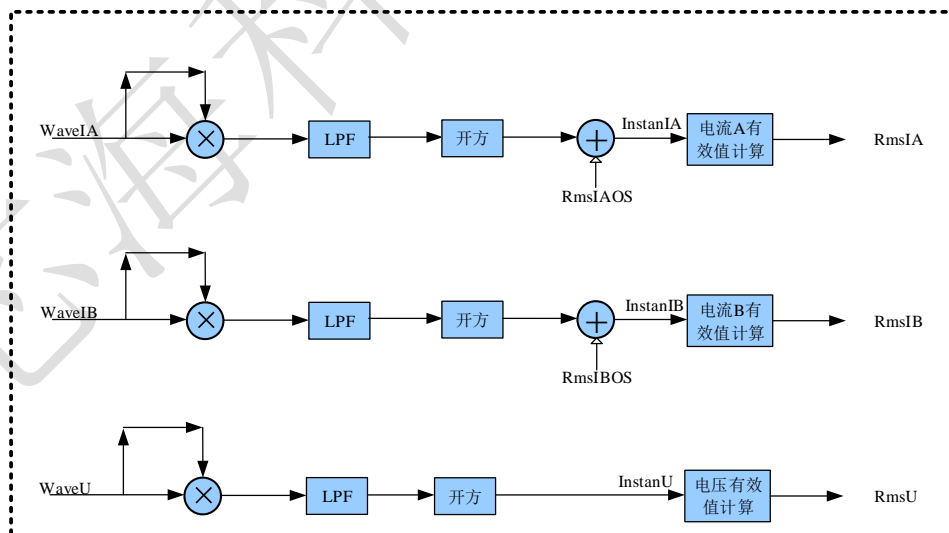 WaveIA
×
LPF
开方
+
RmsIAOS
InstanIA
电流A有
效值计算
RmsIA
WaveIB
×
LPF
开方
+
RmsIBOS
InstanIB
电流B有
效值计算
RmsIB
WaveU
×
LPF
开方
InstanU
电压有效
值计算
RmsU